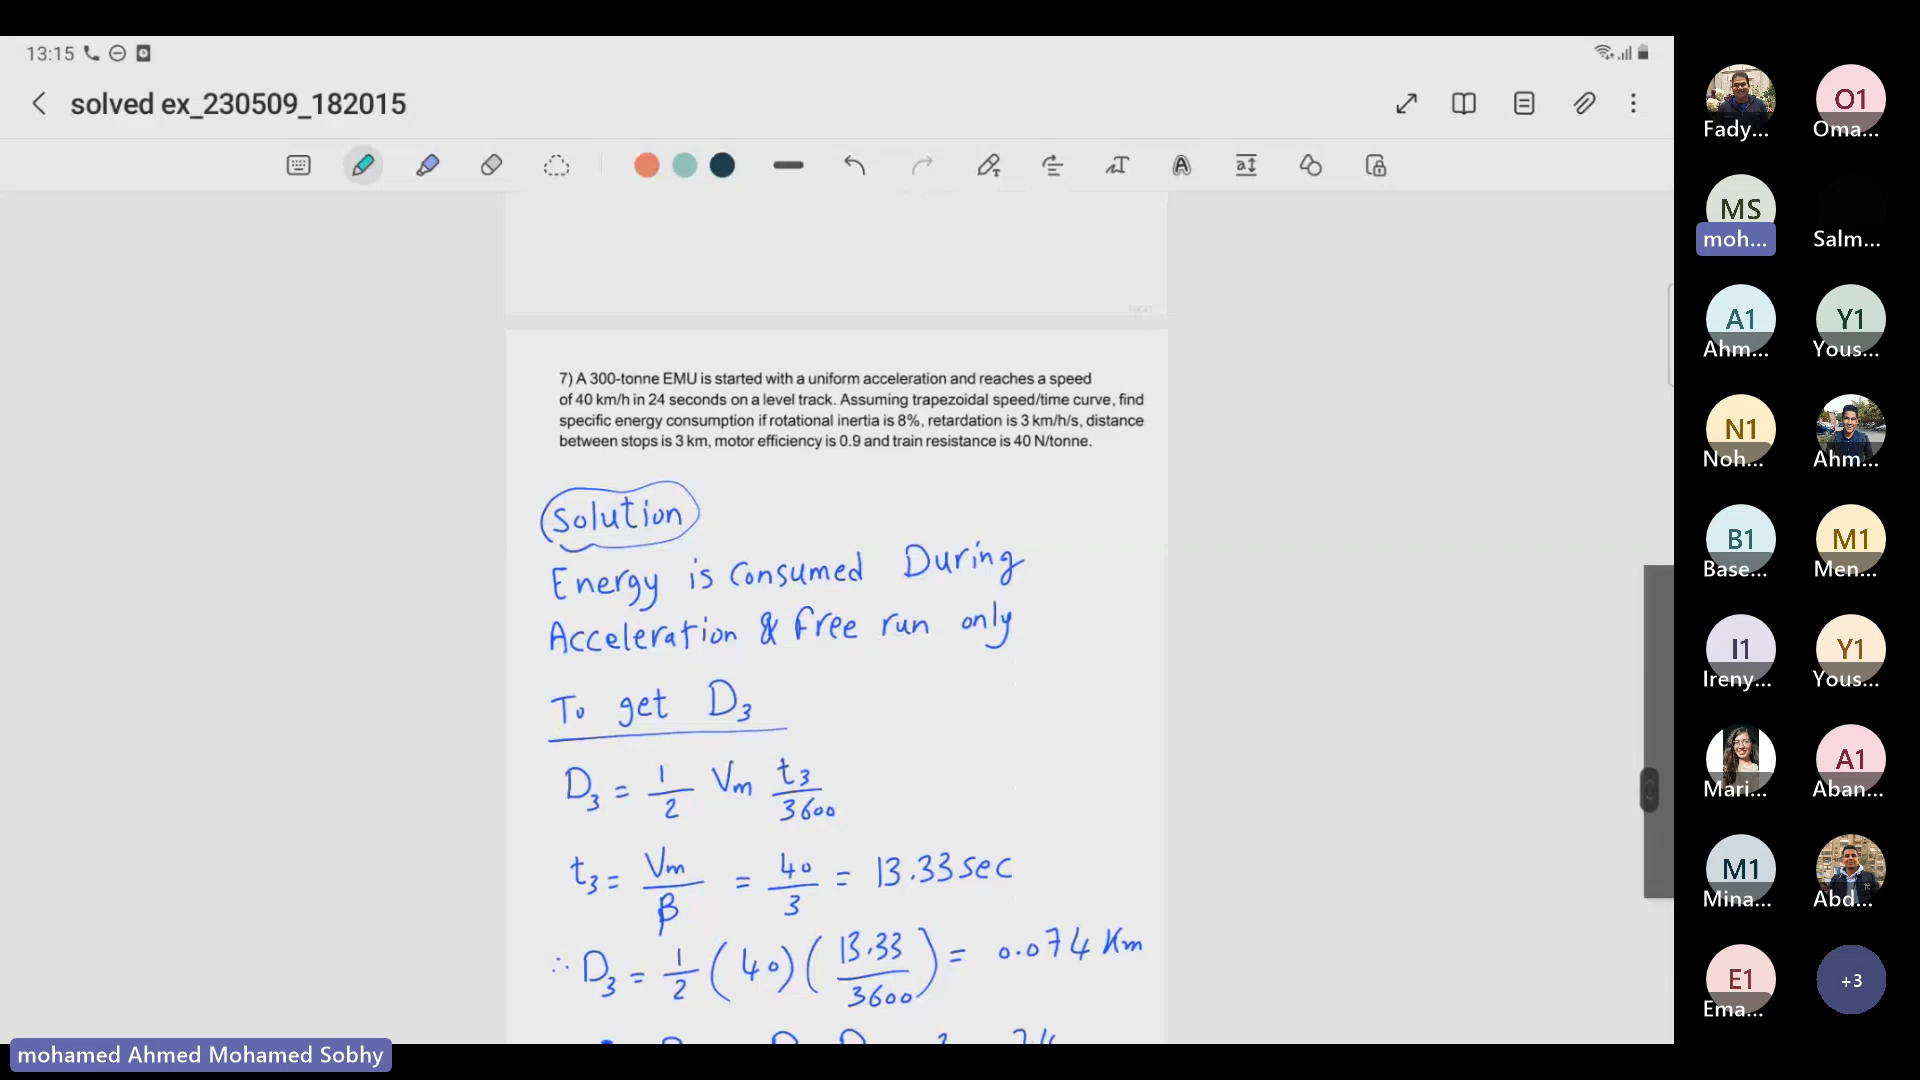 13:15
solved ex_230509_182015
7) A 300-tonne EMU is started with a uniform acceleration and reaches a speed
of 40 km/h in 24 seconds on a level track. Assuming trapezoidal speed/time curve, find
specific energy consumption if rotational inertia is 8%, retardation is 3 km/h/s, distance
between stops is 3 km, motor efficiency is 0.9 and train resistance is 40 N/tonne.
Solution
Energy is Consumed During
Acceleration & free run only
To get D₃
D₃ = 1/2 Vm t₃/3600
t₃ = Vm/β = 40/3 = 13.33 sec
∴ D₃ = 1/2 (40) (13.33/3600) = 0.074 Km
Fady...
O1
Oma...
MS
moh...
Salm...
A1
Ahm...
Y1
Yous...
N1
Noh...
Ahm...
B1
Base...
M1
Men...
I1
Ireny...
Y1
Yous...
Mari...
A1
Aban...
M1
Mina...
Abd...
E1
Ema...
+3
mohamed Ahmed Mohamed Sobhy